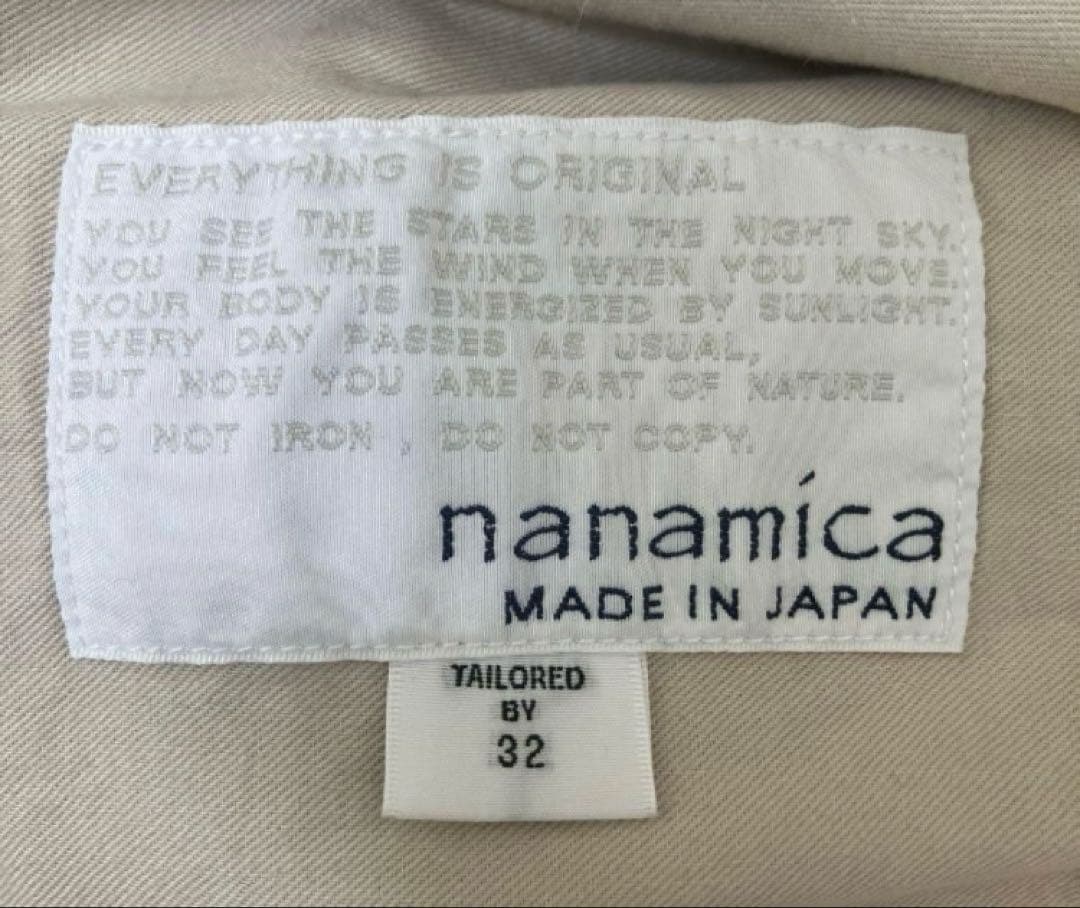 EVERYTHING IS ORIGINAL
YOU SEE THE STARS IN THE NIGHT SKY.
YOU FEEL THE WIND WHEN YOU MOVE.
YOUR BODY IS ENERGIZED BY SUNLIGHT.
EVERY DAY PASSES AS USUAL,
BUT NOW YOU ARE PART OF NATURE.
DO NOT IRON , DO NOT COPY.
nanamíca
MADE IN JAPAN
TAILORED
BY
32